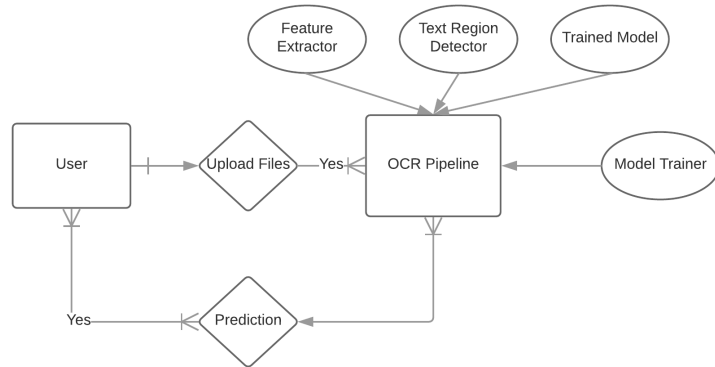 Feature
Extractor
Text Region
Detector
Trained Model
User
Upload Files
Yes
OCR Pipeline
Model Trainer
Yes
Prediction